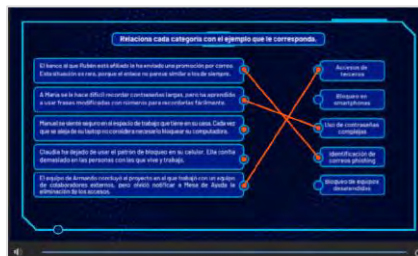 Relaciona cada categoría con el ejemplo que le corresponda.
El banco al que Rubén está afiliado le ha enviado una promoción por correo.
Esta situación es rara, porque el enlace no parece similar a los de siempre.
A María se le hace difícil recordar contraseñas largas, pero ha aprendido
a usar frases modificadas con números para recordarlas fácilmente.
Manuel se siente seguro en el espacio de trabajo que tiene en su casa. Cada vez
que se aleja de su laptop no considera necesario bloquear su computadora.
Claudia ha dejado de usar el patrón de bloqueo en su celular. Ella confía
demasiado en las personas con las que vive y trabaja.
El equipo de Armando concluyó el proyecto en el que trabajó con un equipo
de colaboradores externos, pero olvidó notificar a Mesa de Ayuda la
eliminación de los accesos.
Accesos de
terceros
Bloqueo en
smartphones
Uso de contraseñas
complejas
Identificación de
correos phishing
Bloqueo de equipos
desatendidos